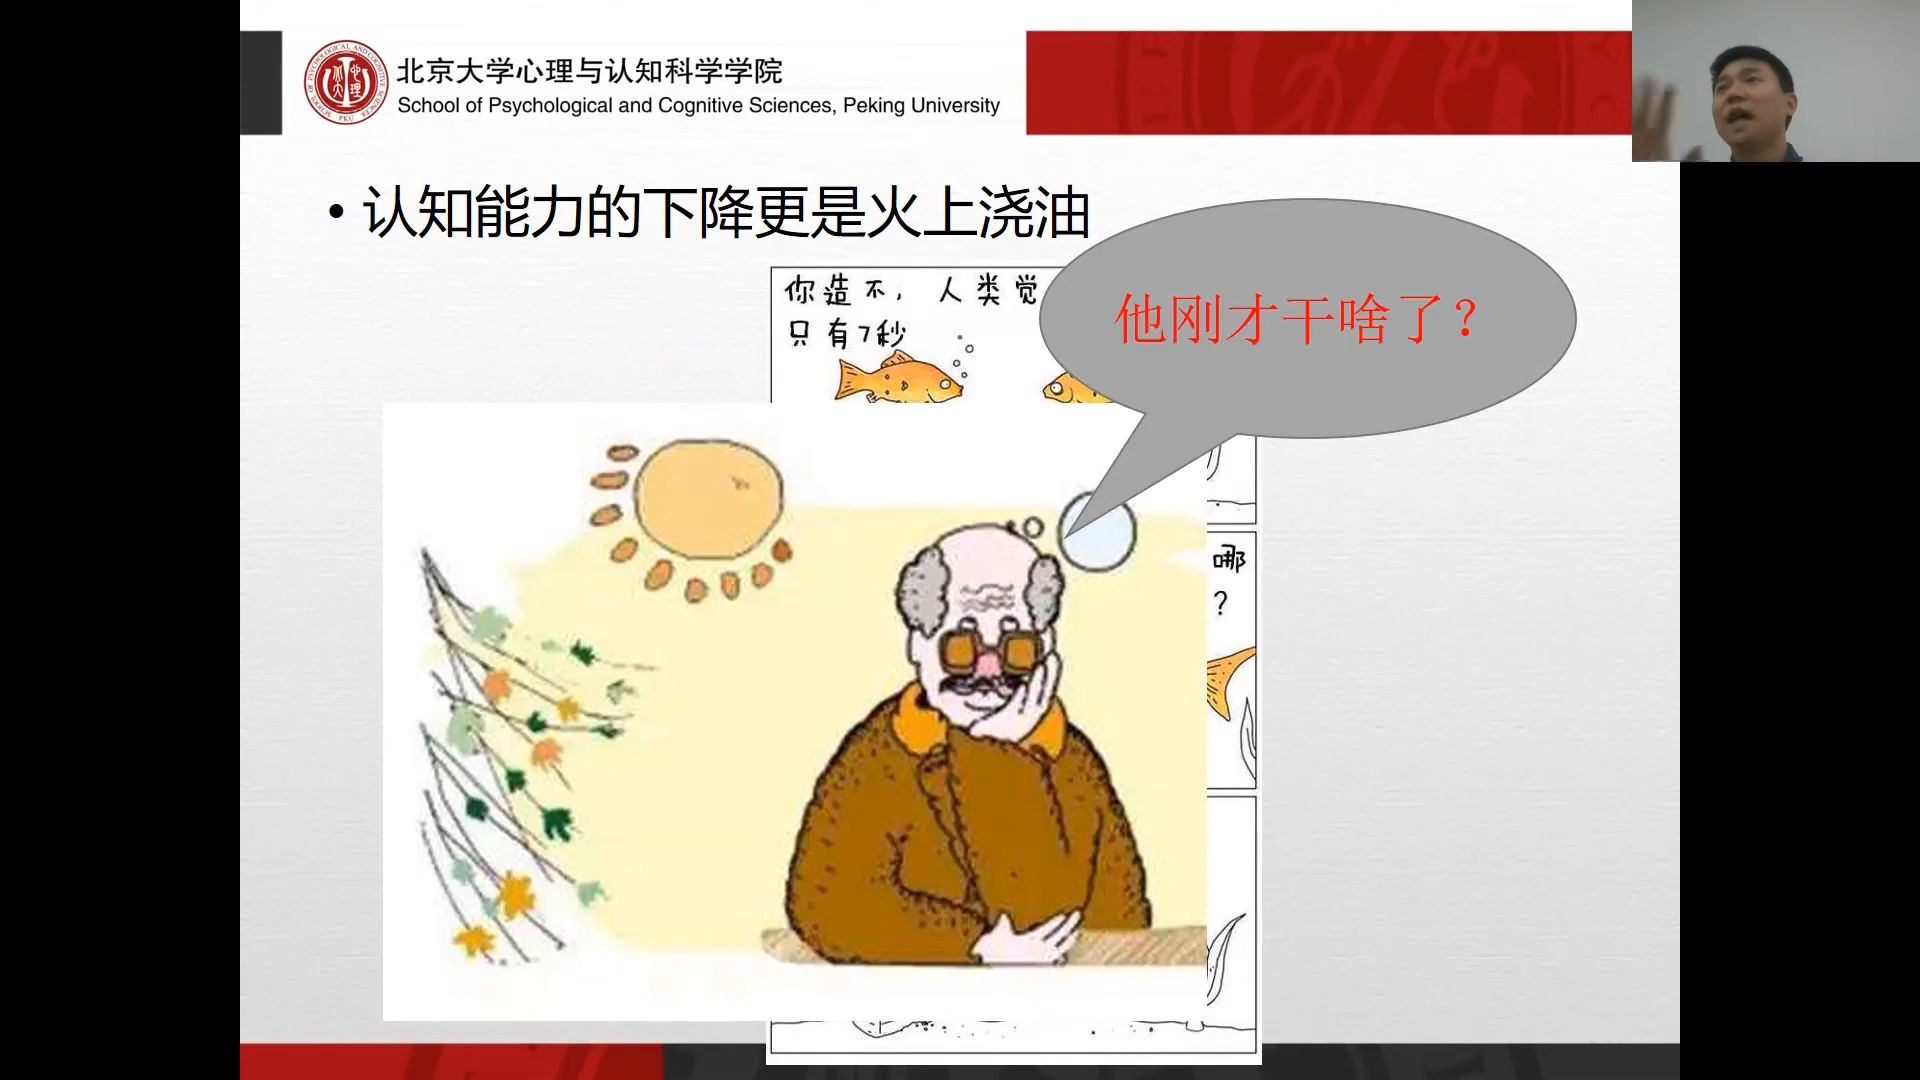 北京大学心理与认知科学学院
School of Psychological and Cognitive Sciences, Peking University
• 认知能力的下降更是火上浇油
你造不, 人类觉
只有7秒
他刚才干啥了?
哪
?